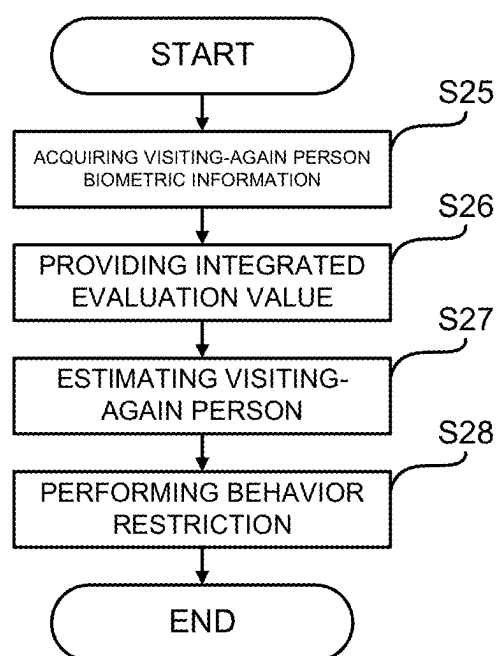 START
S25
ACQUIRING VISITING-AGAIN PERSON
BIOMETRIC INFORMATION
S26
PROVIDING INTEGRATED
EVALUATION VALUE
S27
ESTIMATING VISITING-
AGAIN PERSON
S28
PERFORMING BEHAVIOR
RESTRICTION
END